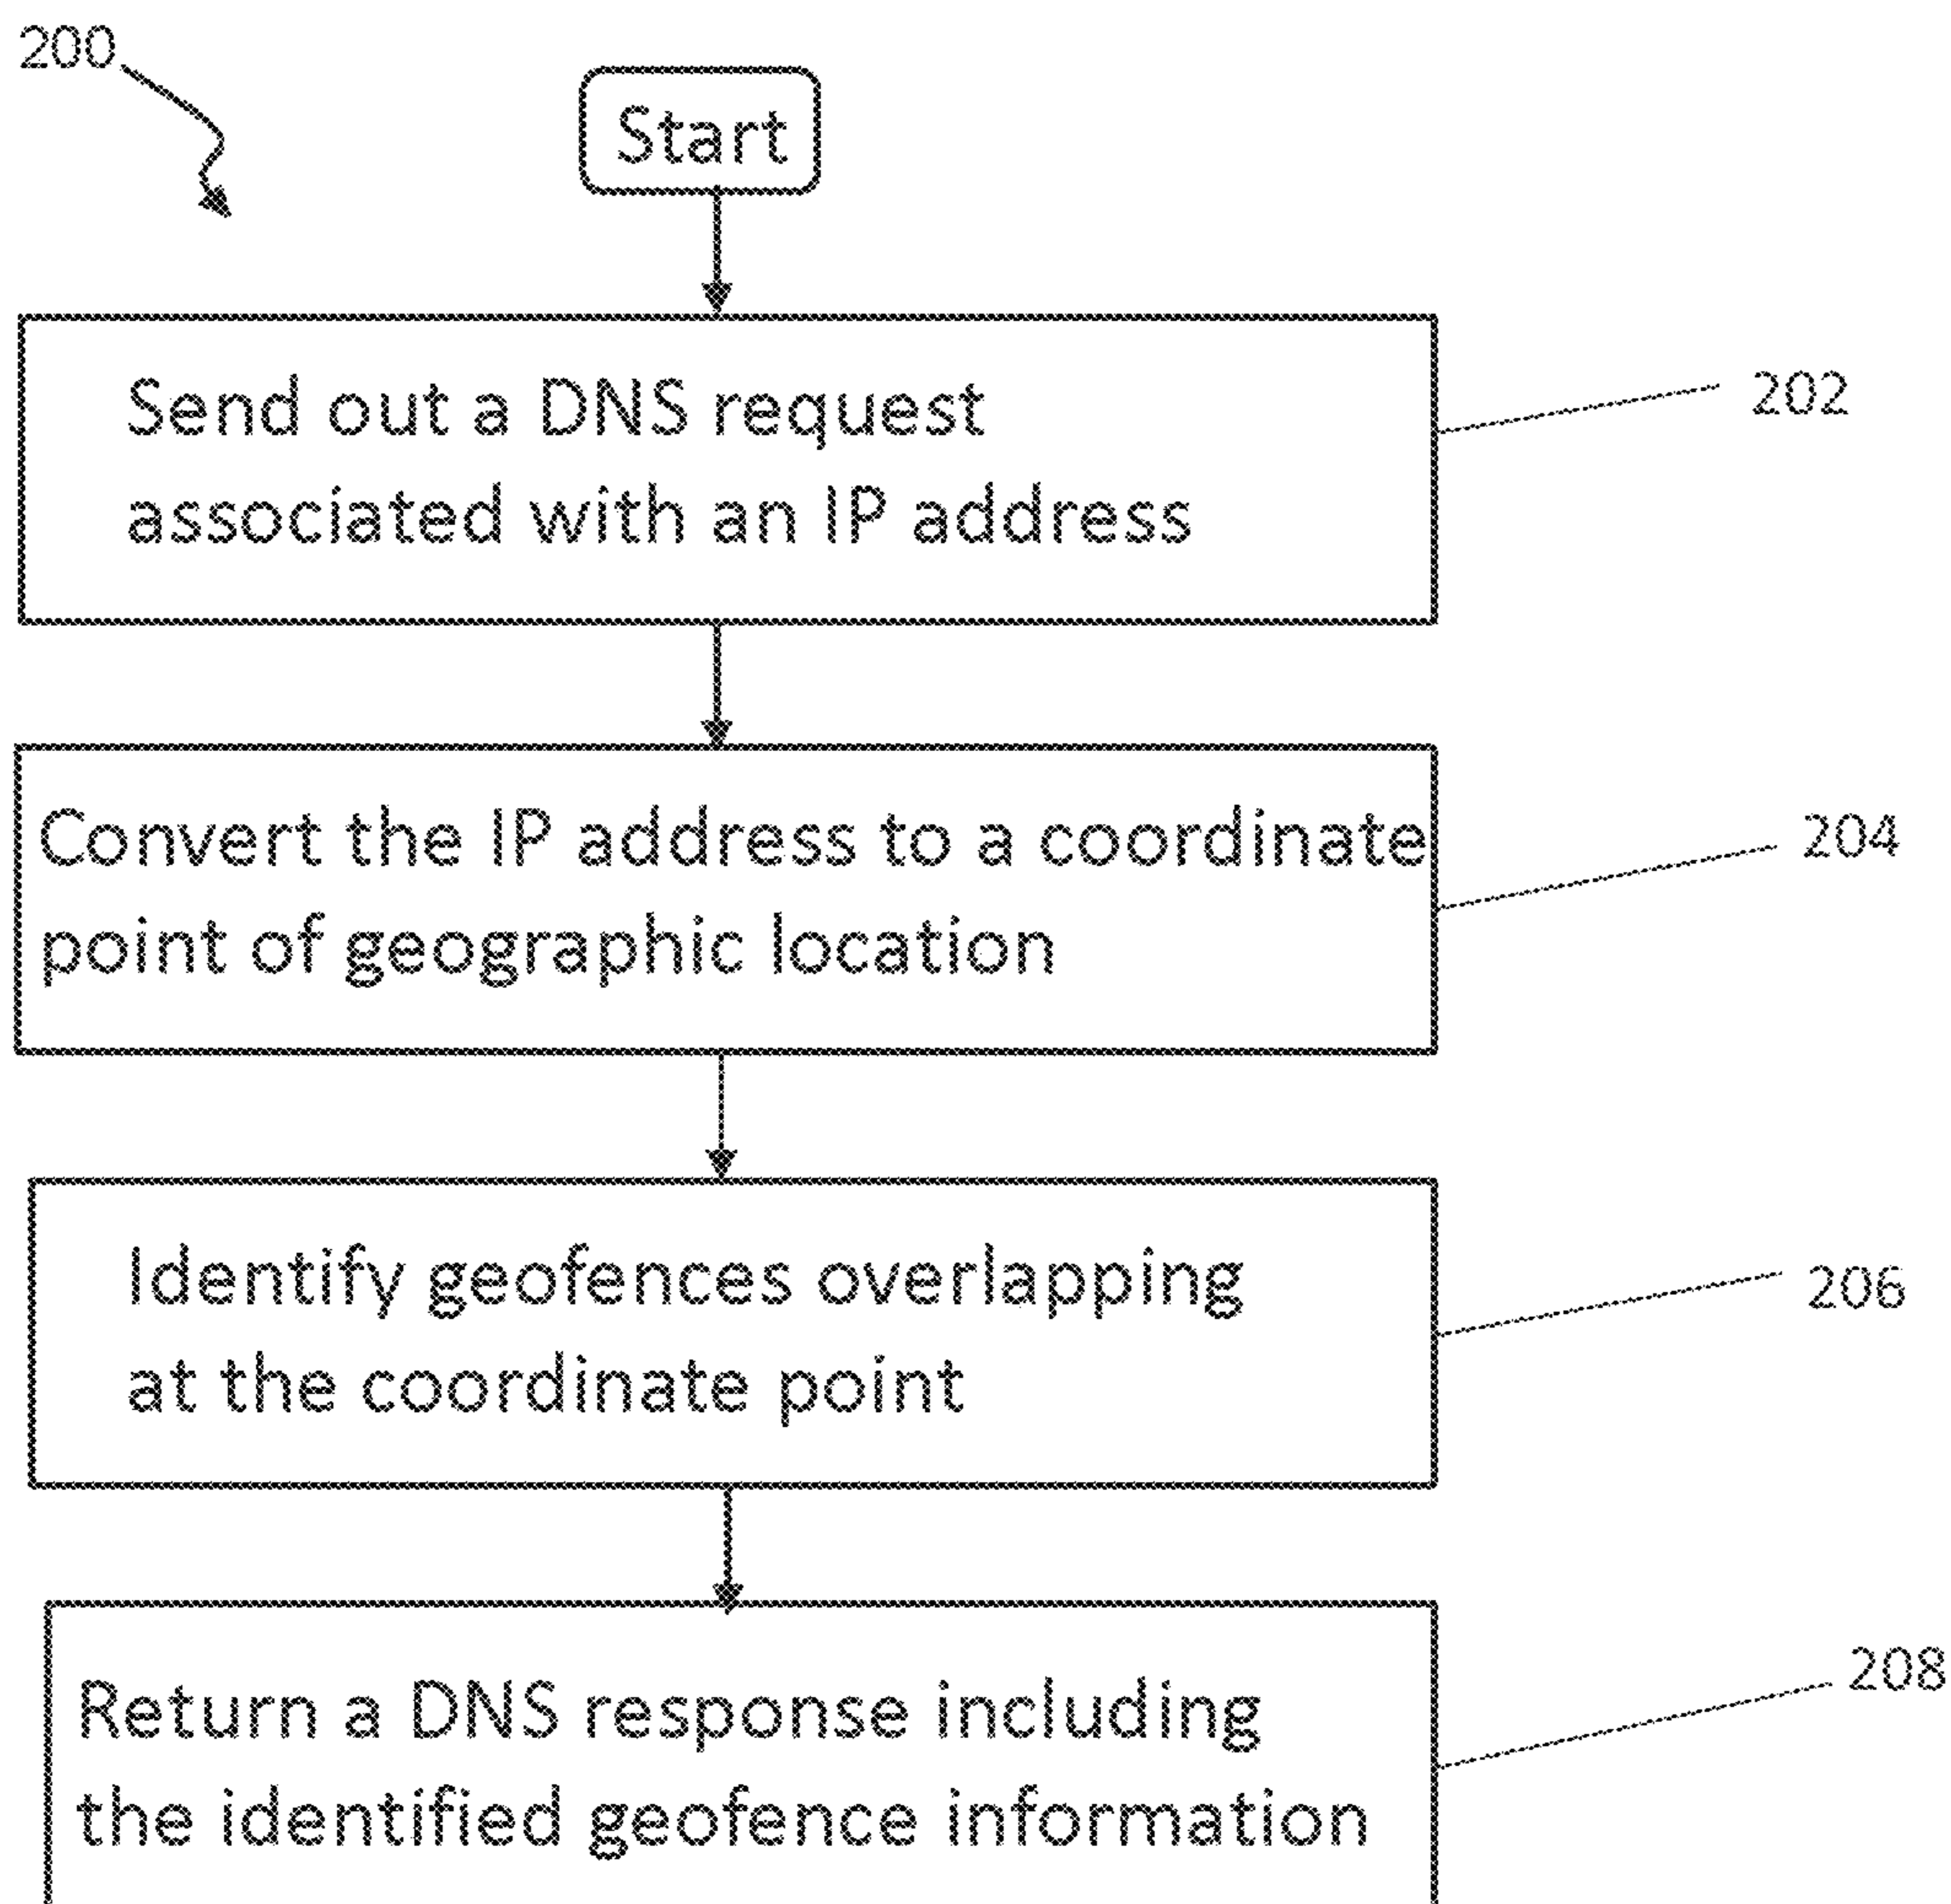 200
Start
Send out a DNS request
associated with an IP address
202
Convert the IP address to a coordinate
point of geographic location
204
Identify geofences overlapping
at the coordinate point
206
Return a DNS response including
the identified geofence information
208